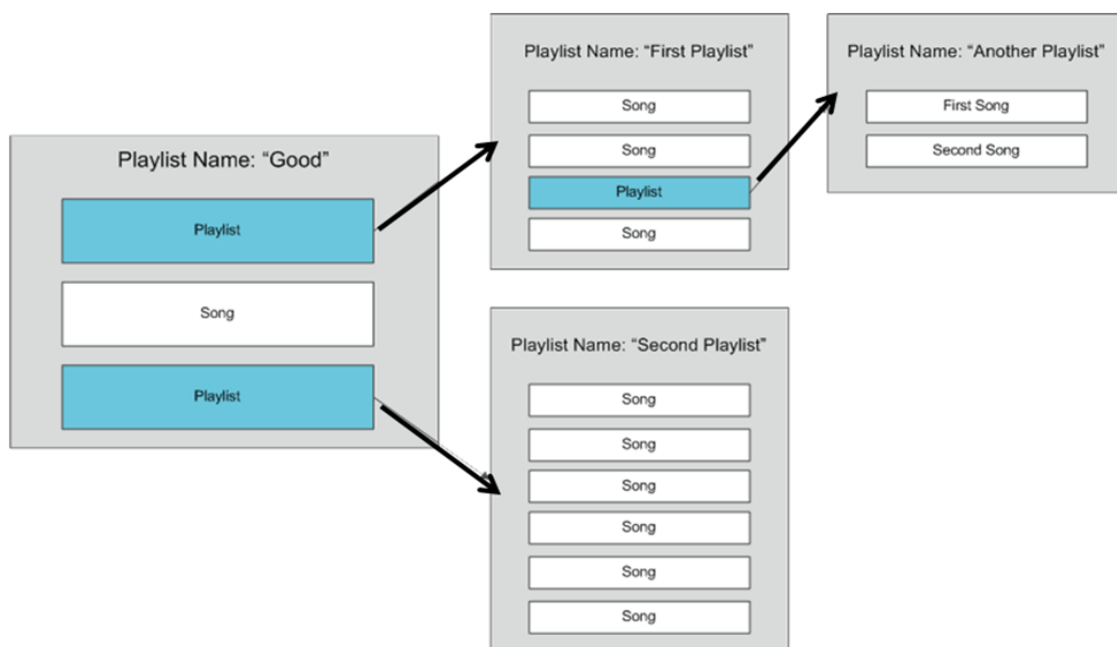 Playlist Name: “Good”
Playlist
Song
Playlist
Playlist Name: “First Playlist”
Song
Song
Playlist
Song
Playlist Name: “Another Playlist”
First Song
Second Song
Playlist Name: “Second Playlist”
Song
Song
Song
Song
Song
Song